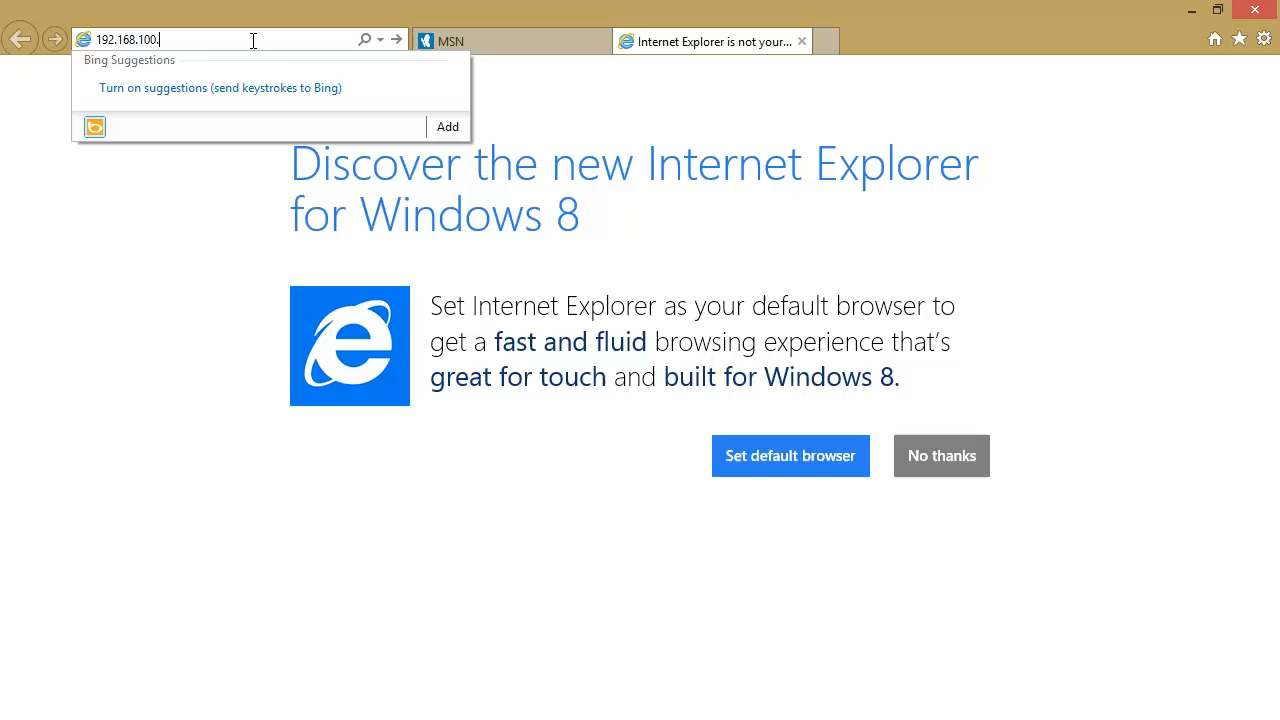 192.168.100.
MSN
Internet Explorer is not your...
Bing Suggestions
Turn on suggestions (send keystrokes to Bing)
Add
Discover the new Internet Explorer
for Windows 8
Set Internet Explorer as your default browser to
get a fast and fluid browsing experience that's
great for touch and built for Windows 8.
Set default browser
No thanks